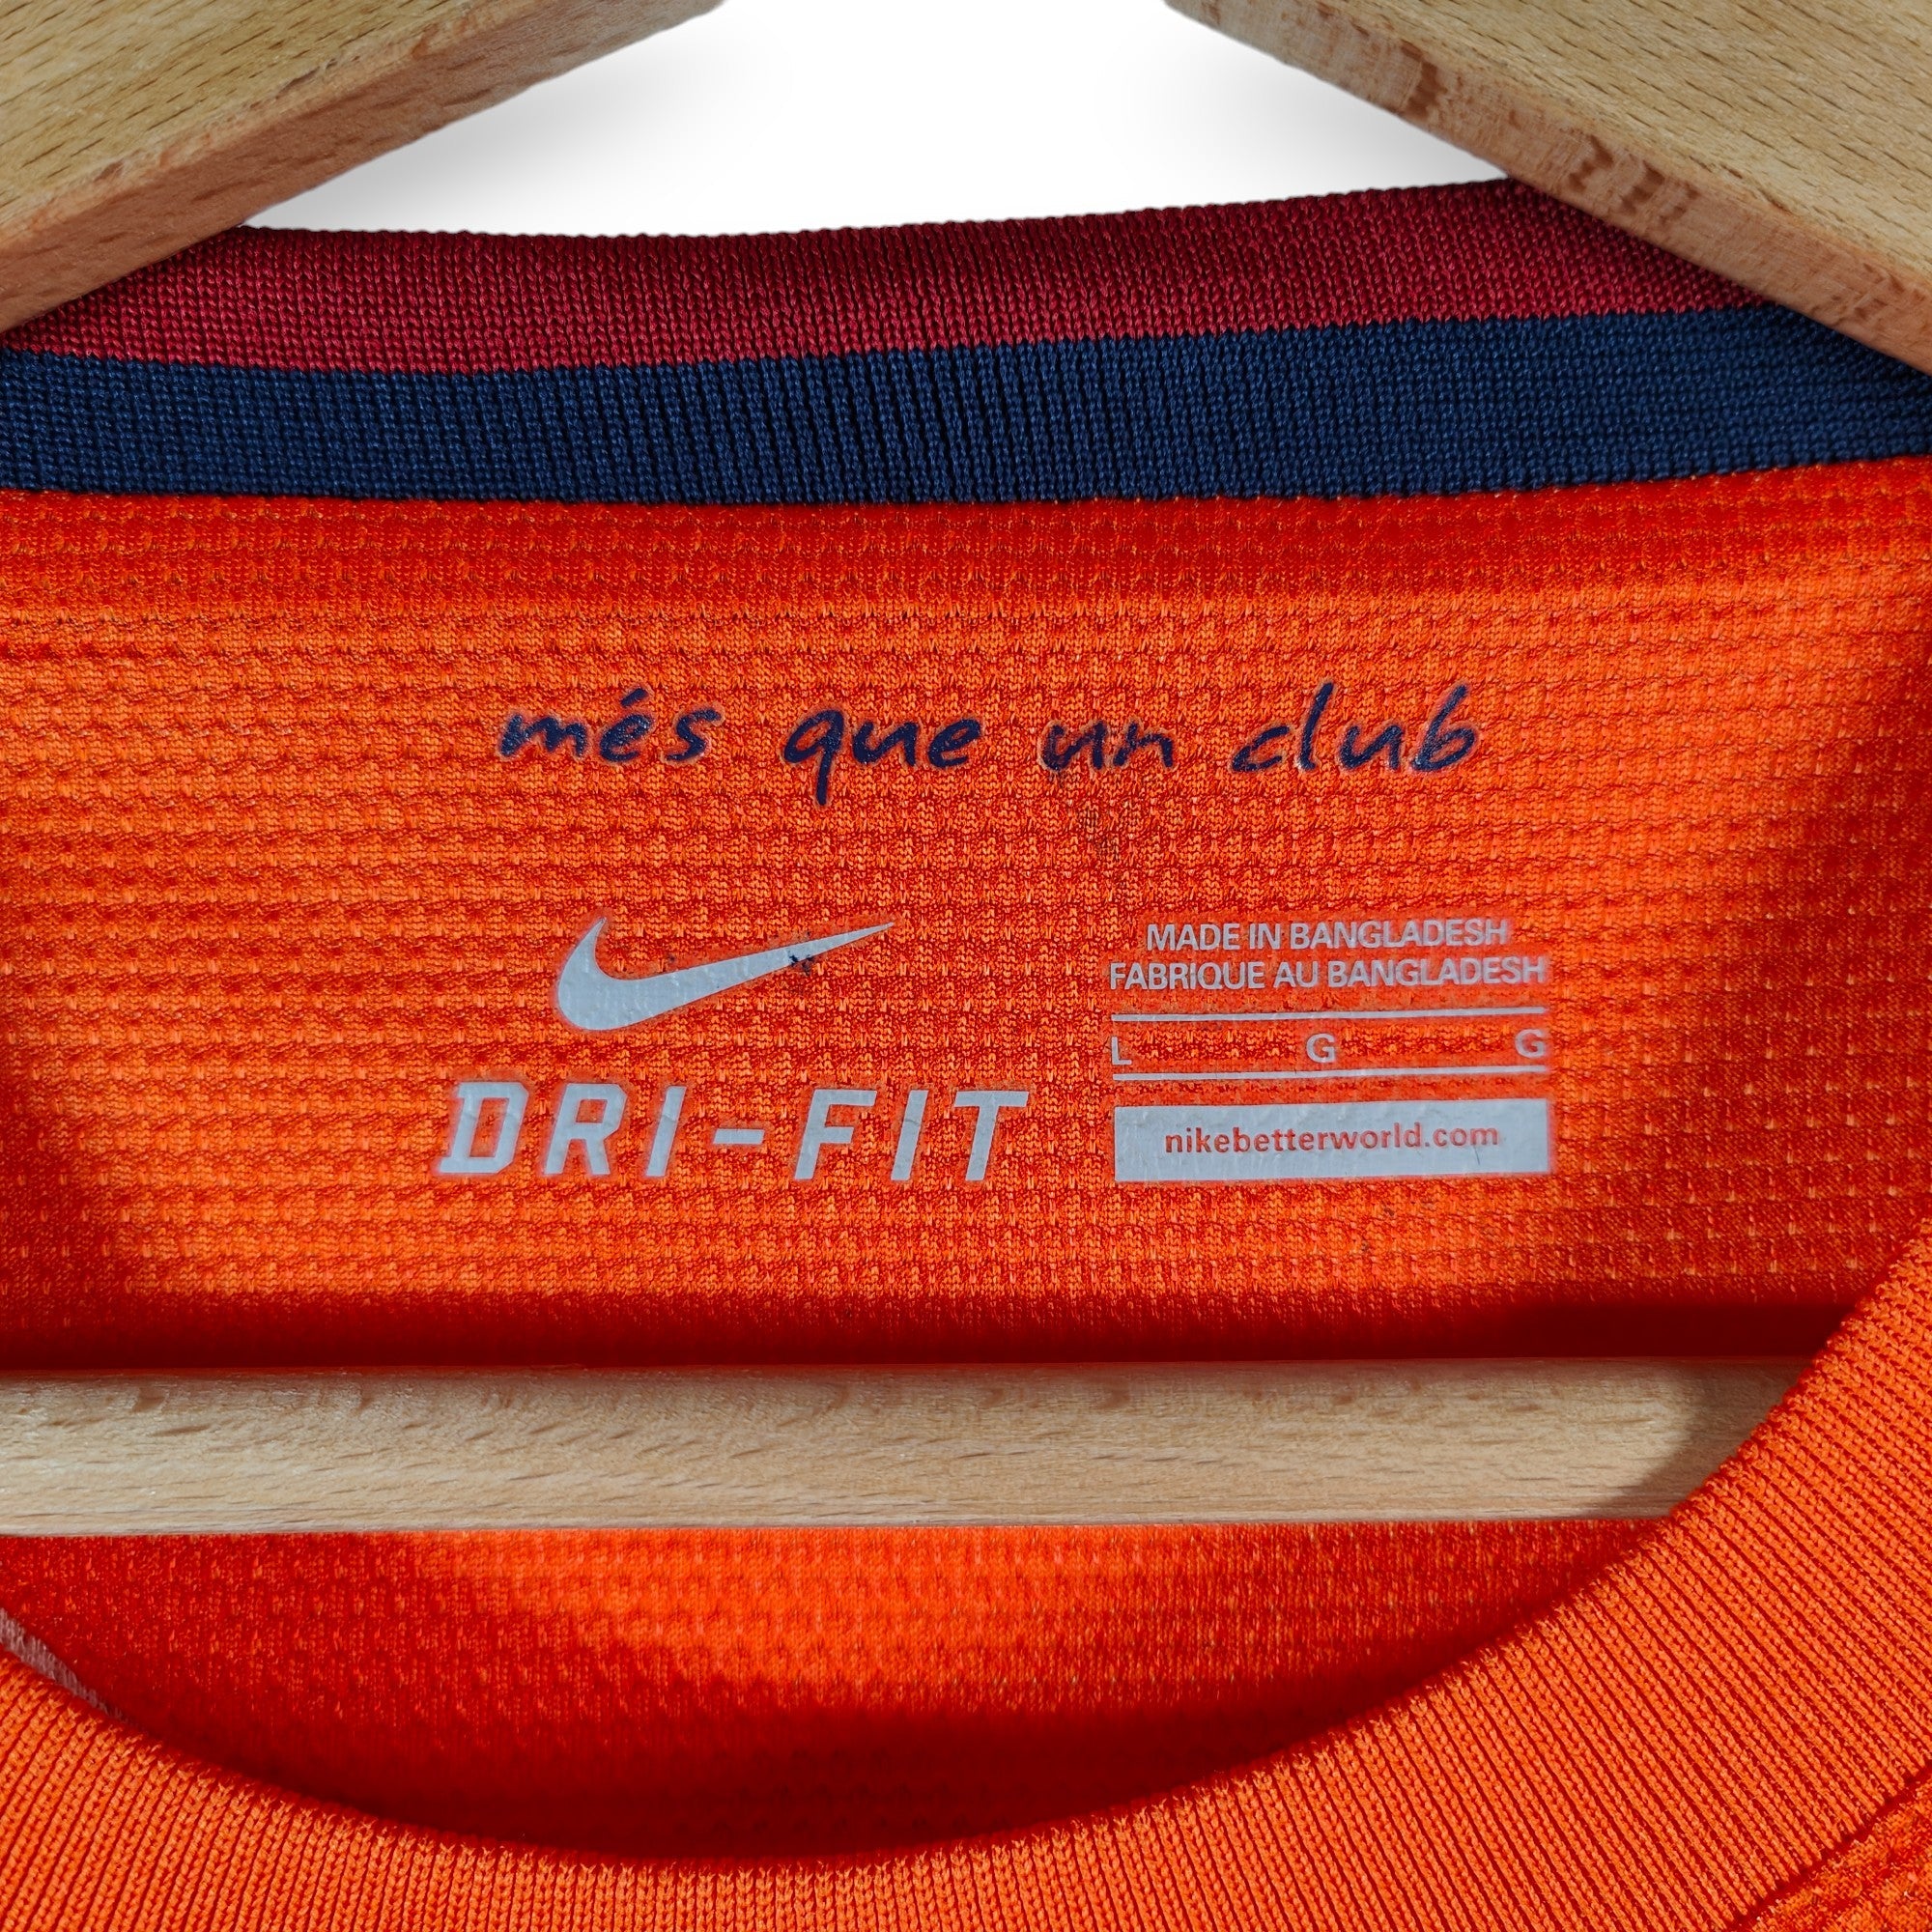 més que un club
DRI-FIT
MADE IN BANGLADESH
FABRIQUE AU BANGLADESH
L G G
nikebetterworld.com